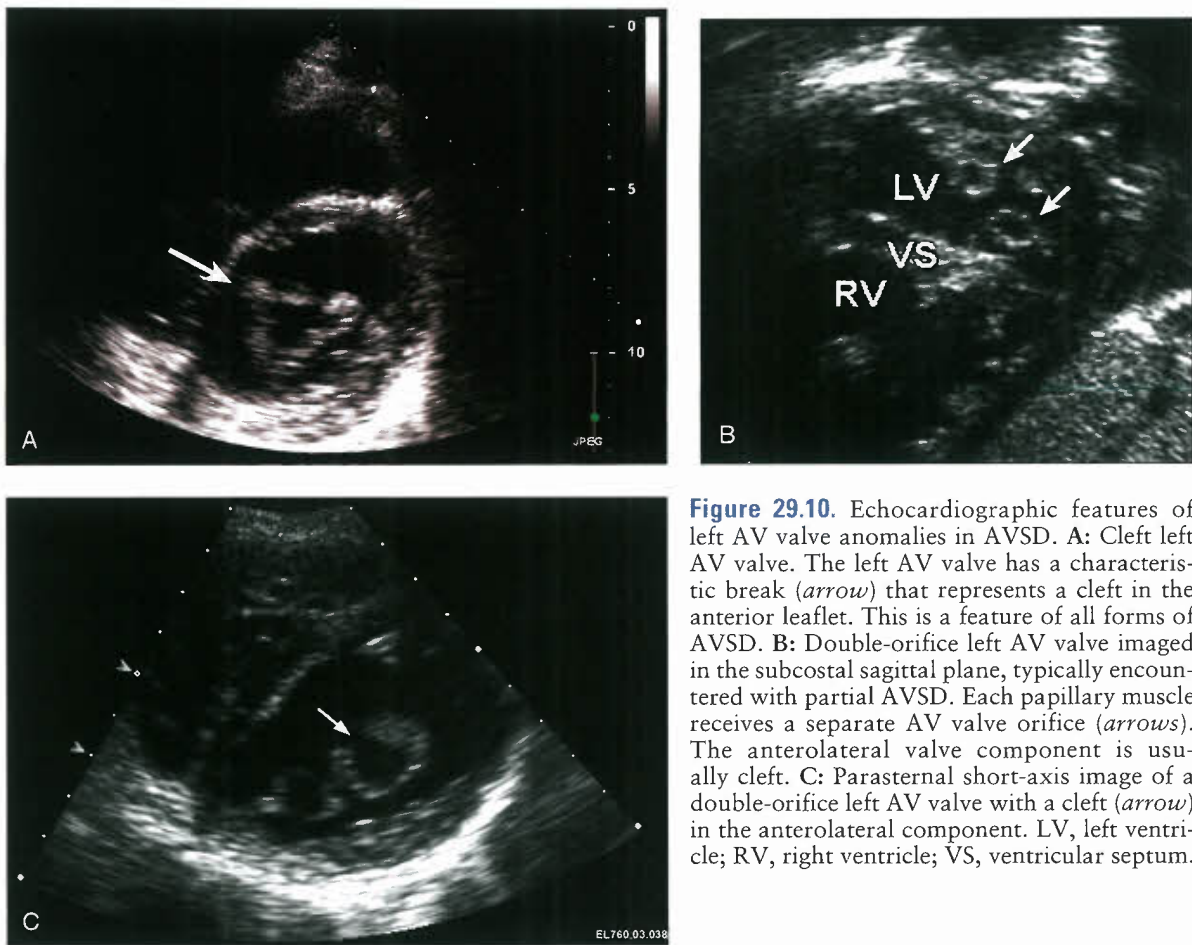 0
5
10
JPEG
A
LV
VS
RV
B
EL760,03.038
C
Figure 29.10. Echocardiographic features of
left AV valve anomalies in AVSD. A: Cleft left
AV valve. The left AV valve has a characteris-
tic break (arrow) that represents a cleft in the
anterior leaflet. This is a feature of all forms of
AVSD. B: Double-orifice left AV valve imaged
in the subcostal sagittal plane, typically encoun-
tered with partial AVSD. Each papillary muscle
receives a separate AV valve orifice (arrows).
The anterolateral valve component is usu-
ally cleft. C: Parasternal short-axis image of a
double-orifice left AV valve with a cleft (arrow)
in the anterolateral component. LV, left ventri-
cle; RV, right ventricle; VS, ventricular septum.